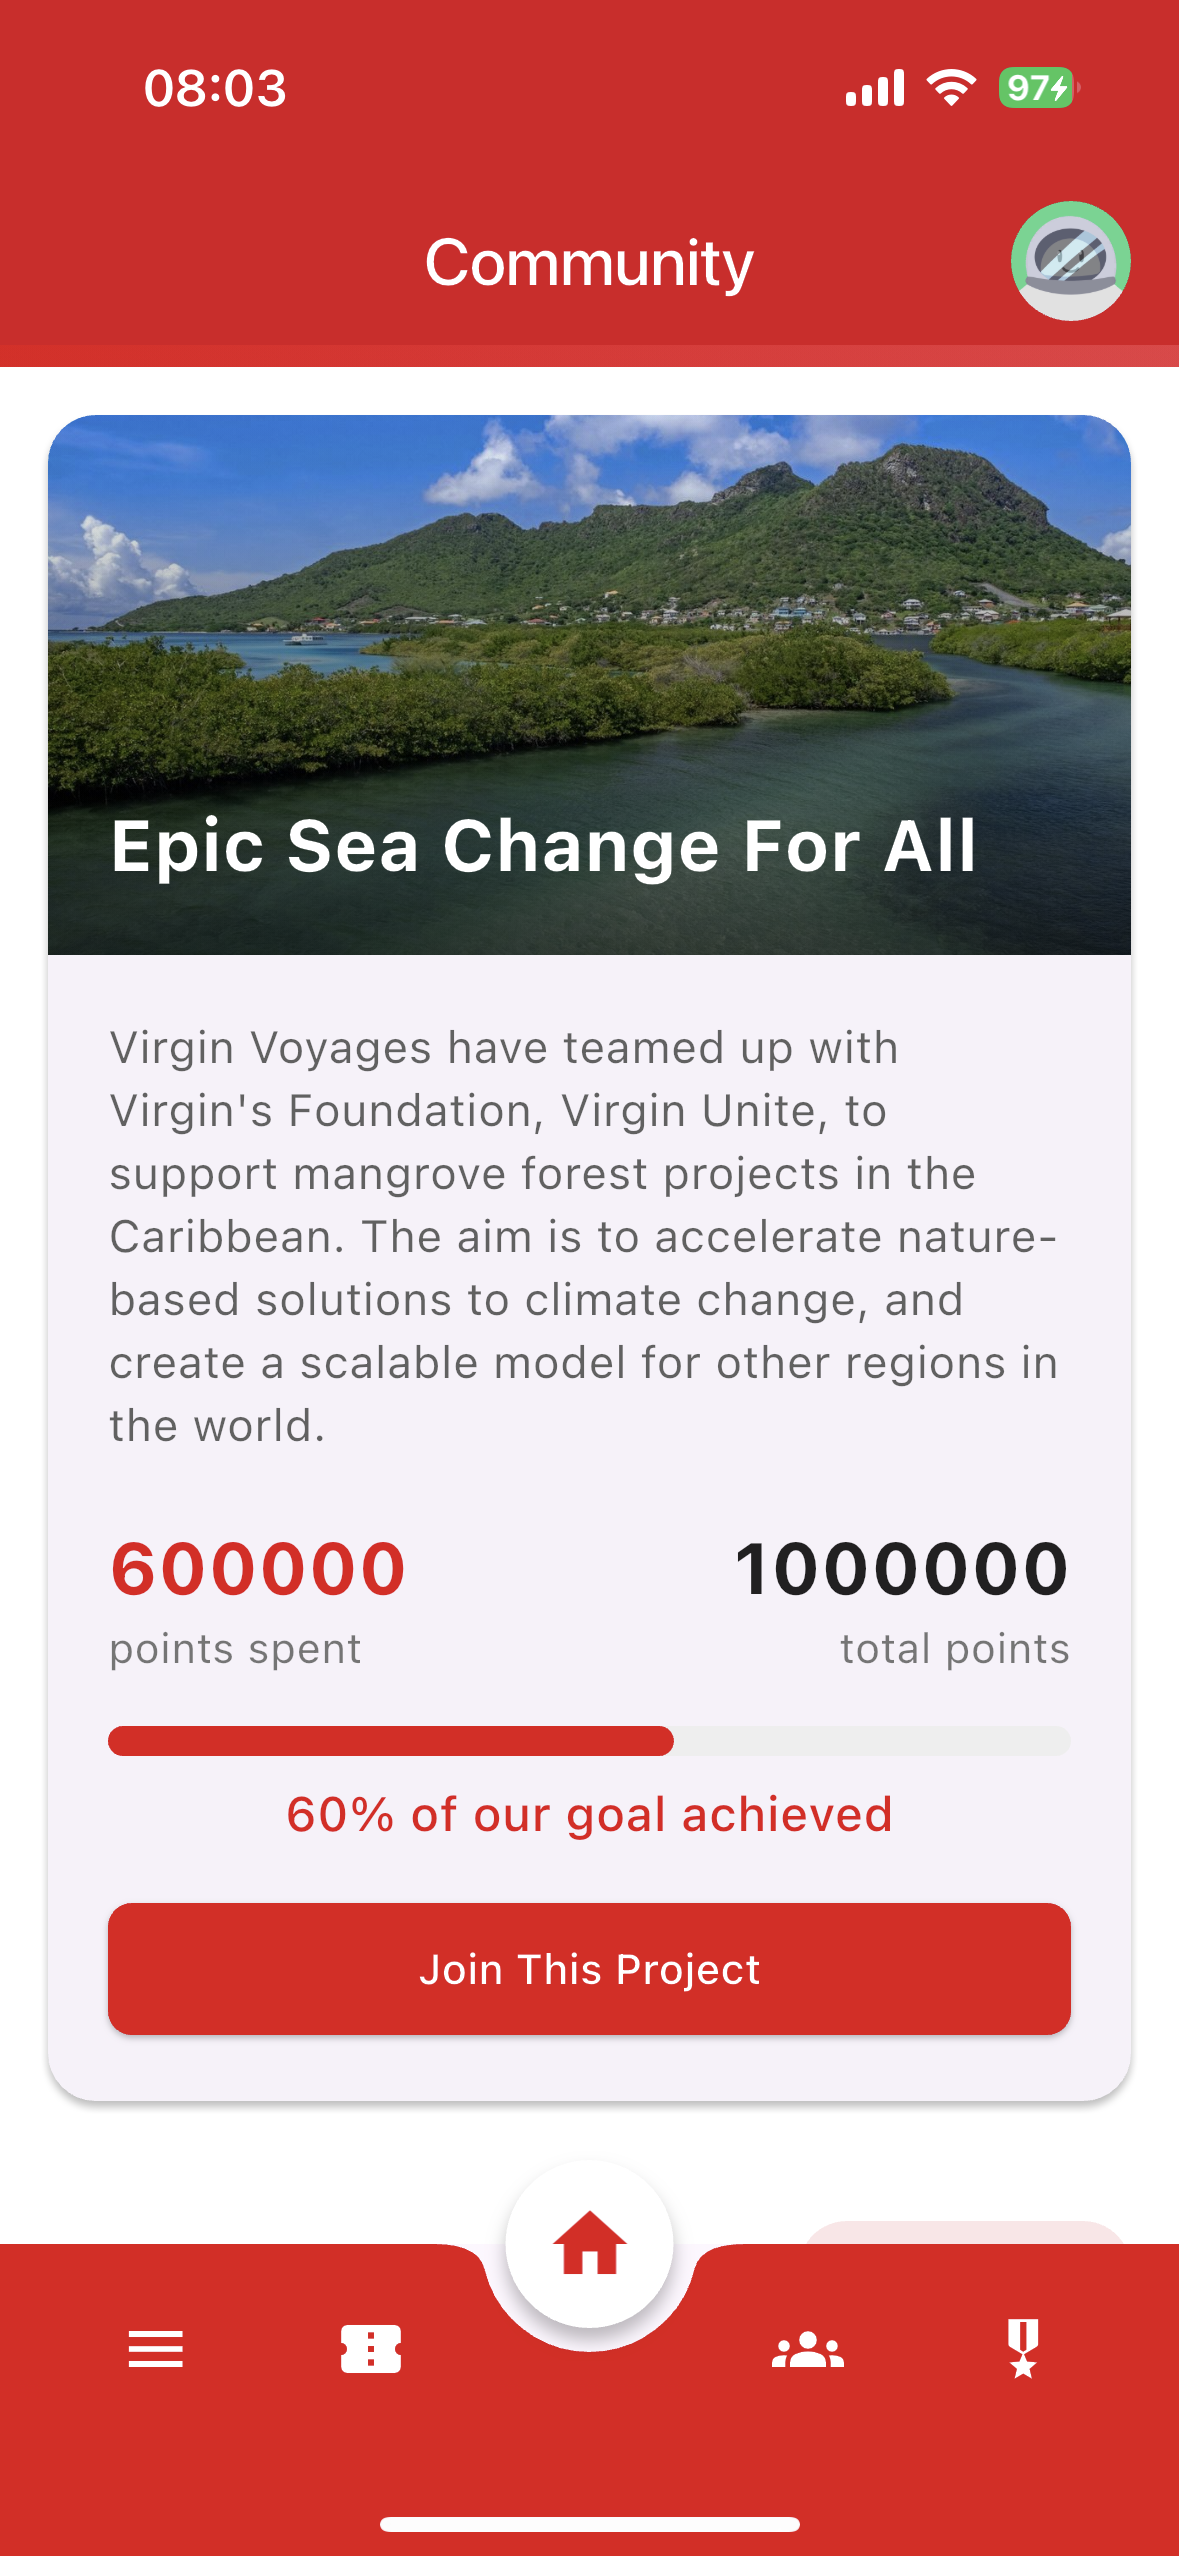 08:03
97
Community
Epic Sea Change For All
Virgin Voyages have teamed up with
Virgin's Foundation, Virgin Unite, to
support mangrove forest projects in the
Caribbean. The aim is to accelerate nature-
based solutions to climate change, and
create a scalable model for other regions in
the world.
600000 1000000
points spent total points
60% of our goal achieved
Join This Project